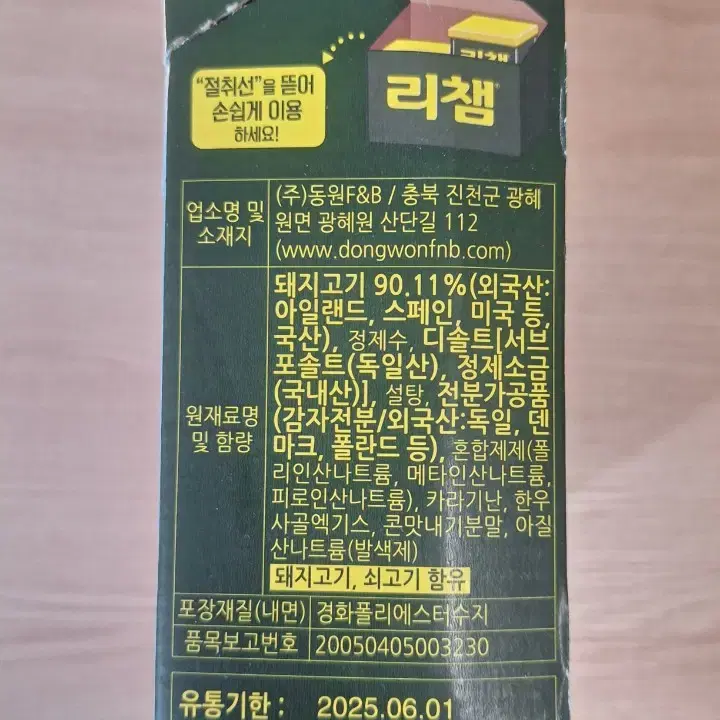 리챔
"절취선"을 뜯어
손쉽게 이용
하세요!
리챔
업소명 및
소재지
(주)동원F&B / 충북 진천군 광혜
원면 광혜원 산단길 112
(www.dongwonfnb.com)
원재료명
및 함량
돼지고기 90.11%(외국산:
아일랜드, 스페인, 미국 등,
국산), 정제수, 디솔트[서브
포솔트(독일산), 정제소금
(국내산)], 설탕, 전분가공품
(감자전분/외국산:독일, 덴
마크, 폴란드 등), 혼합제제(폴
리인산나트륨, 메타인산나트륨,
피로인산나트륨), 카라기난, 한우
사골엑기스, 콘맛내기분말, 아질
산나트륨(발색제)
돼지고기, 쇠고기 함유
포장재질(내면) 경화폴리에스터수지
품목보고번호 20050405003230
유통기한 : 2025.06.01